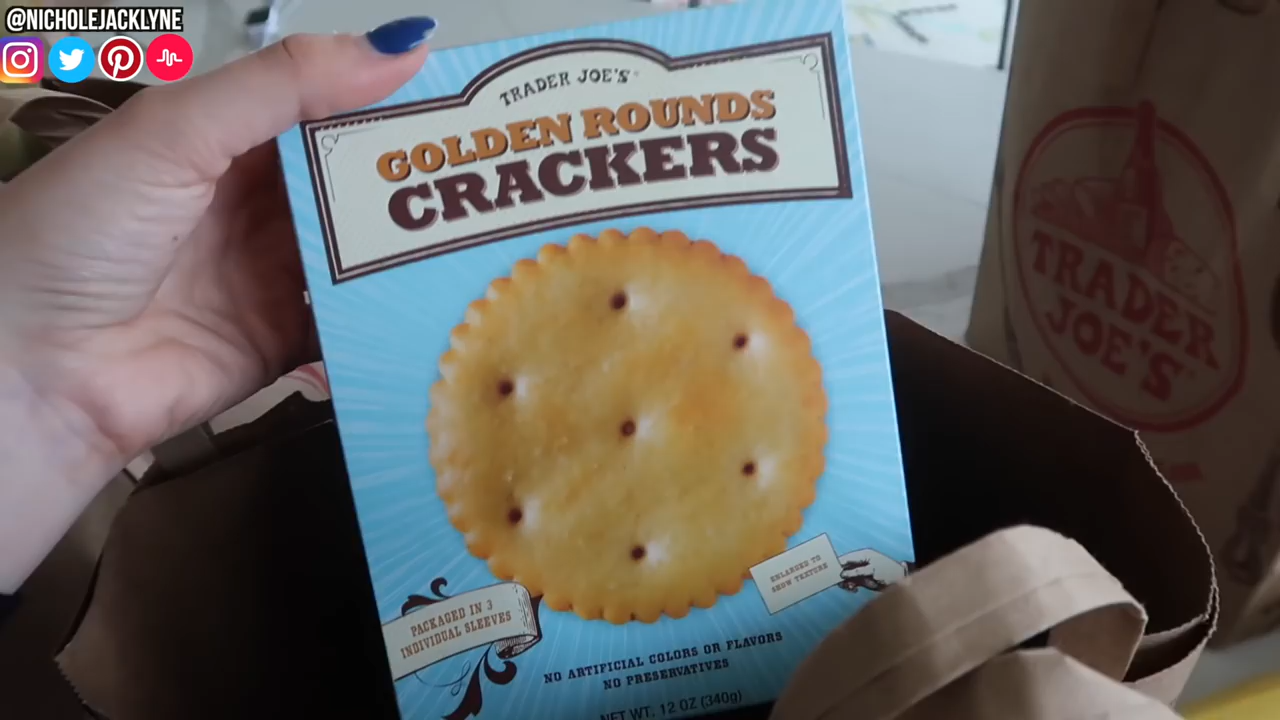 @NICHOLEJACKLYNE
TRADER JOE'S
GOLDEN ROUNDS
CRACKERS
TRADER
JOE'S
ENLARGED TO
SHOW TEXTURE
PACKAGED IN 3
INDIVIDUAL SLEEVES
NO ARTIFICIAL COLORS OR FLAVORS
NO PRESERVATIVES
NET WT. 12 OZ (340g)